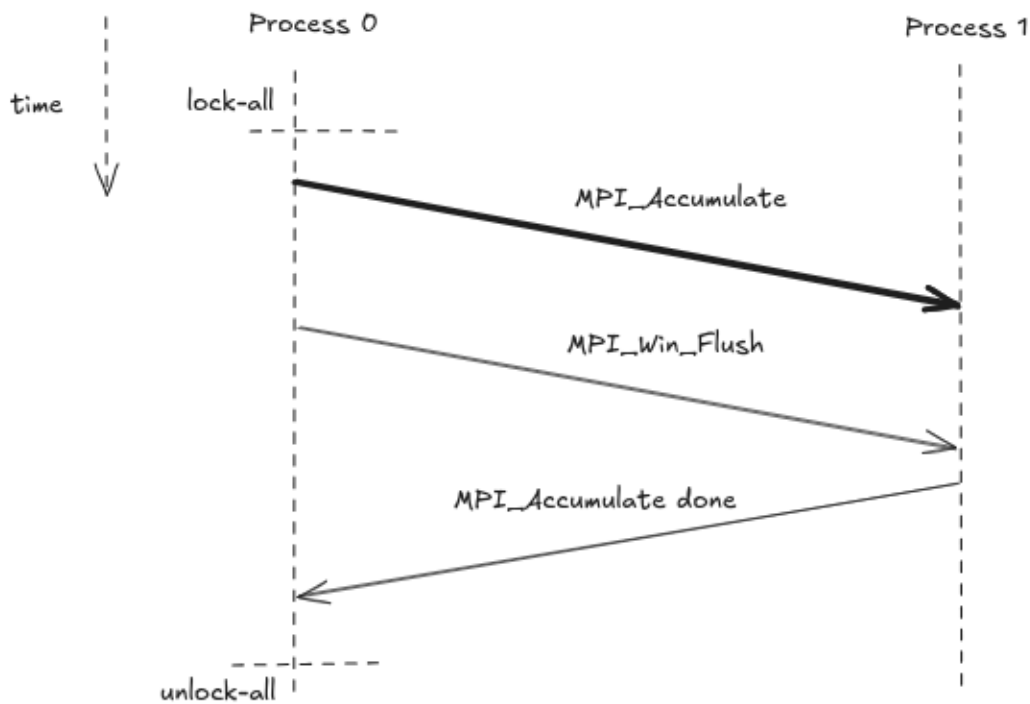 Process 0
Process 1
time
lock-all
MPI_Accumulate
MPI_Win_Flush
MPI_Accumulate done
unlock-all